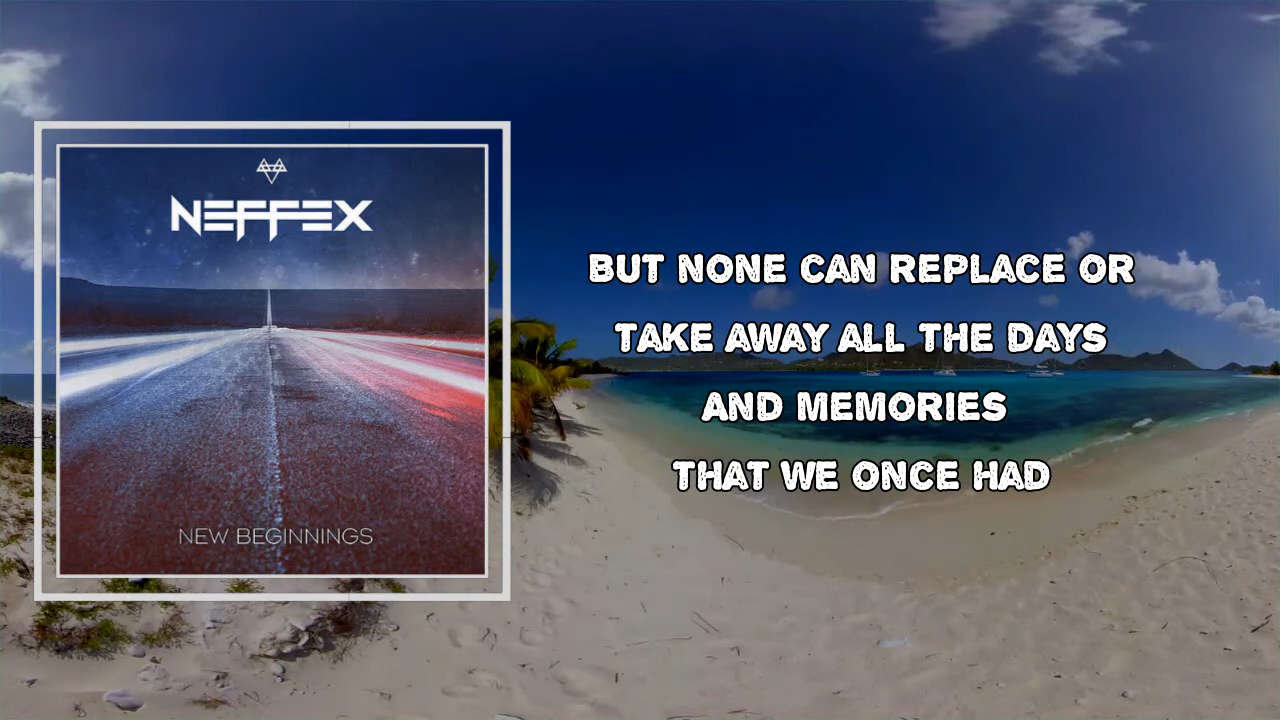 NEFFEX
NEW BEGINNINGS
BUT NONE CAN REPLACE OR
TAKE AWAY ALL THE DAYS
AND MEMORIES
THAT WE ONCE HAD